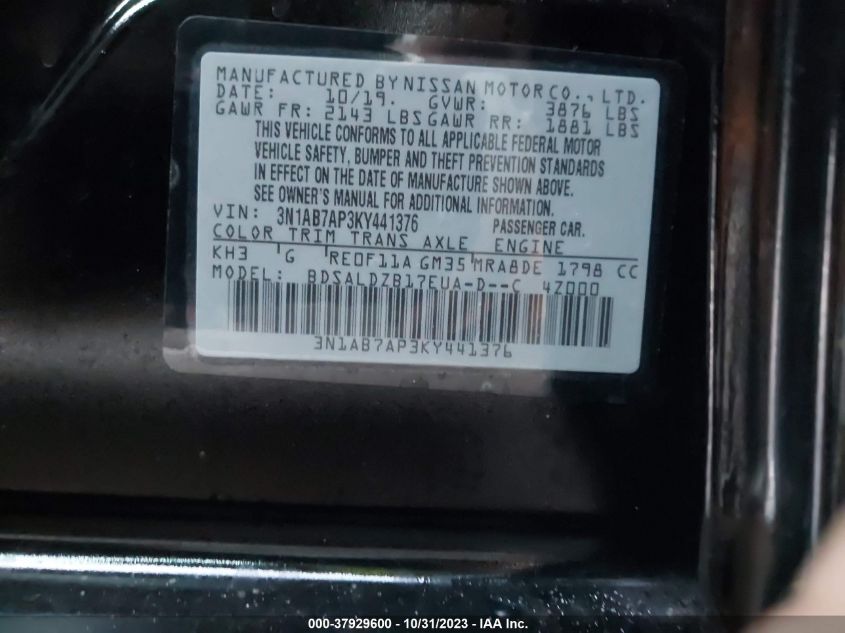 MANUFACTURED BY NISSAN MOTOR CO., LTD.
DATE: 10/19. GVWR: 3876 LBS
GAWR FR: 2143 LBS GAWR RR: 1881 LBS
THIS VEHICLE CONFORMS TO ALL APPLICABLE FEDERAL MOTOR
VEHICLE SAFETY, BUMPER AND THEFT PREVENTION STANDARDS
IN EFFECT ON THE DATE OF MANUFACTURE SHOWN ABOVE.
SEE OWNER'S MANUAL FOR ADDITIONAL INFORMATION.
VIN: 3N1AB7AP3KY441376 PASSENGER CAR.
COLOR TRIM TRANS AXLE ENGINE
KH3 G RE0F11A GM35 MRA8DE 1798 CC
MODEL: BDSALDZB17EUA-D--C 4Z000
3N1AB7AP3KY441376
000-37929600 - 10/31/2023 - IAA Inc.